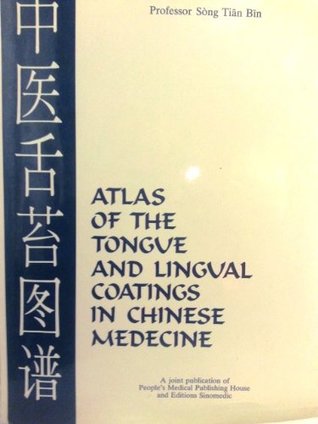 Professor Sòng Tiān Bīn
中医舌苔图谱
ATLAS
OF THE
TONGUE
AND LINGUAL
COATINGS
IN CHINESE
MEDECINE
A joint publication of
People's Medical Publishing House
and Editions Sinomedic